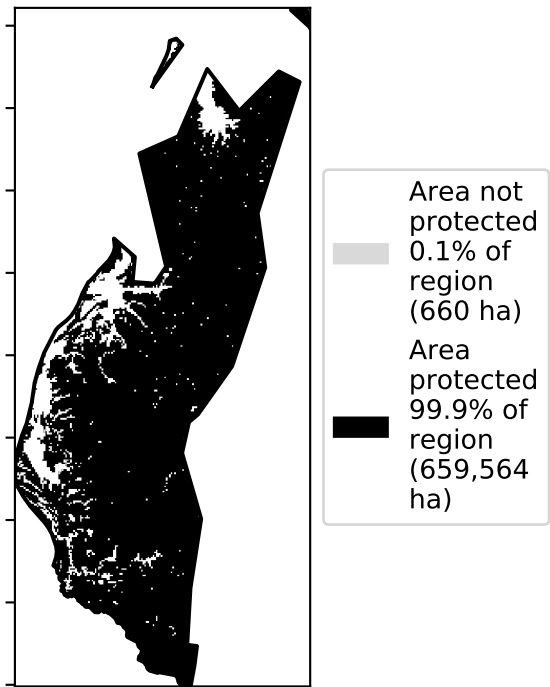 Area not
protected
0.1% of
region
(660 ha)
Area
protected
99.9% of
region
(659,564
ha)